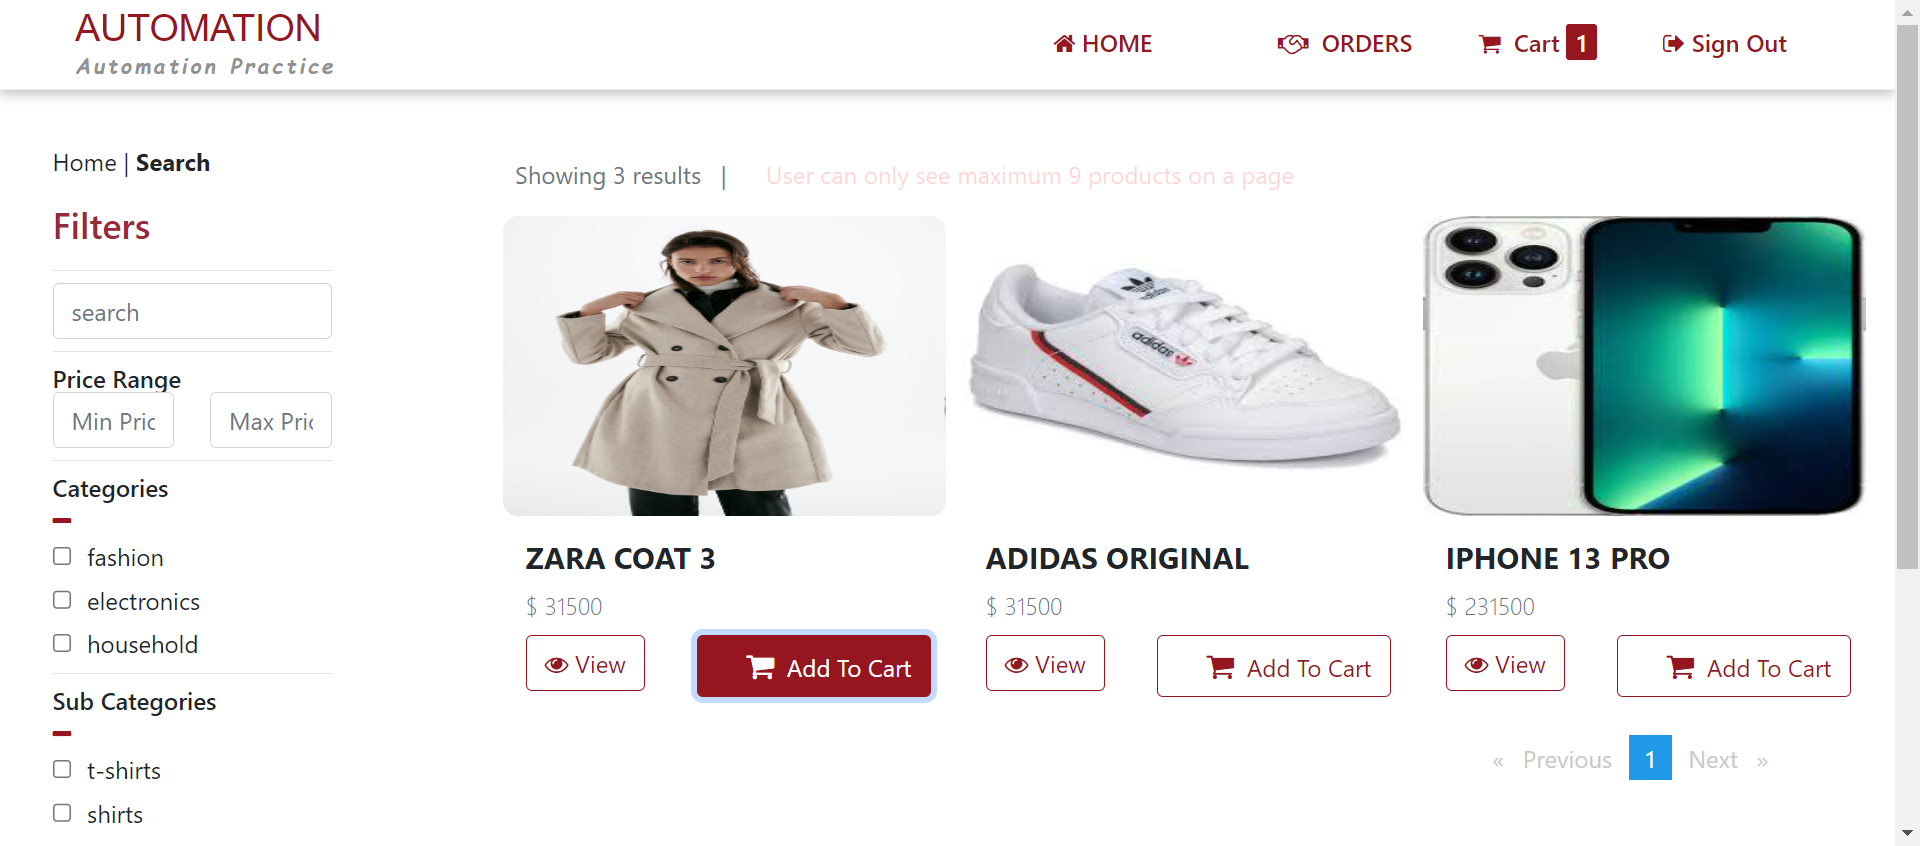 AUTOMATION
Automation Practice
HOME
ORDERS
Cart 1
Sign Out
Home | Search
Showing 3 results |
User can only see maximum 9 products on a page
Filters
search
Price Range
Min Pric
Max Pric
Categories
fashion
electronics
household
Sub Categories
t-shirts
shirts
adidas
adidas
ZARA COAT 3
$ 31500
View
Add To Cart
ADIDAS ORIGINAL
$ 31500
View
Add To Cart
IPHONE 13 PRO
$ 231500
View
Add To Cart
« Previous 1 Next »